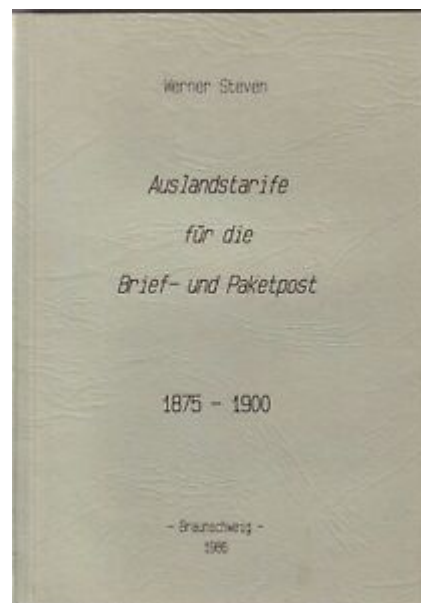 Werner Steven
Auslandstarife
für die
Brief- und Paketpost
1875 - 1900
- Braunschweig -
1986